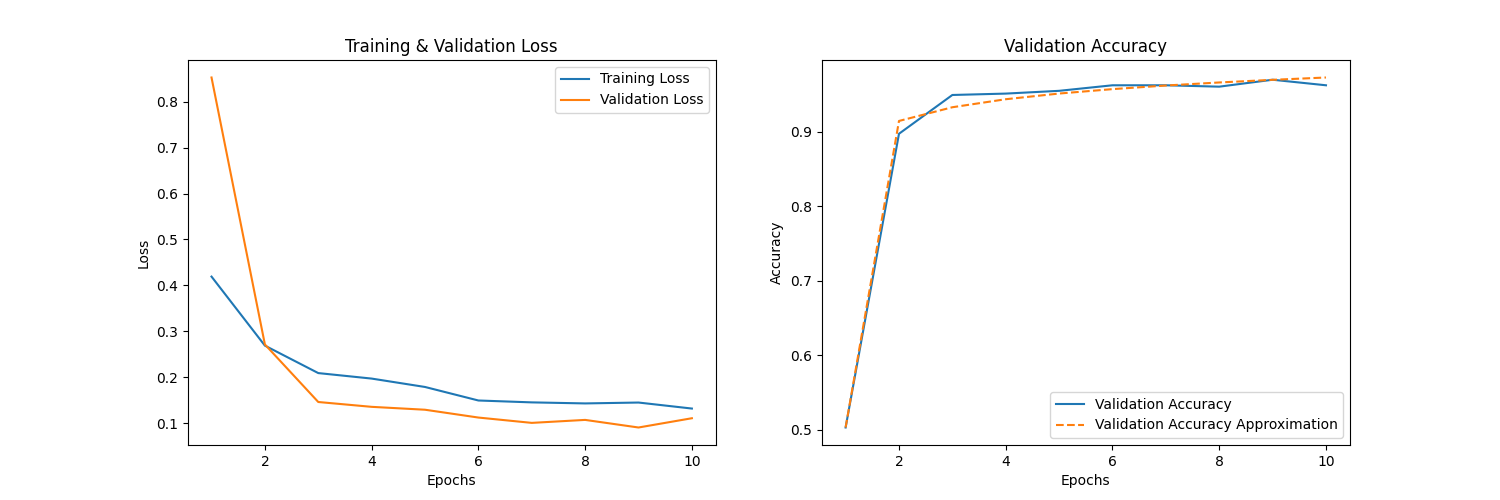 Training & Validation Loss
Training Loss
Validation Loss
0.8
0.7
0.6
0.5
0.4
0.3
0.2
0.1
Loss
2
4
6
8
10
Epochs
Validation Accuracy
0.9
0.8
0.7
0.6
0.5
Accuracy
Validation Accuracy
Validation Accuracy Approximation
2
4
6
8
10
Epochs